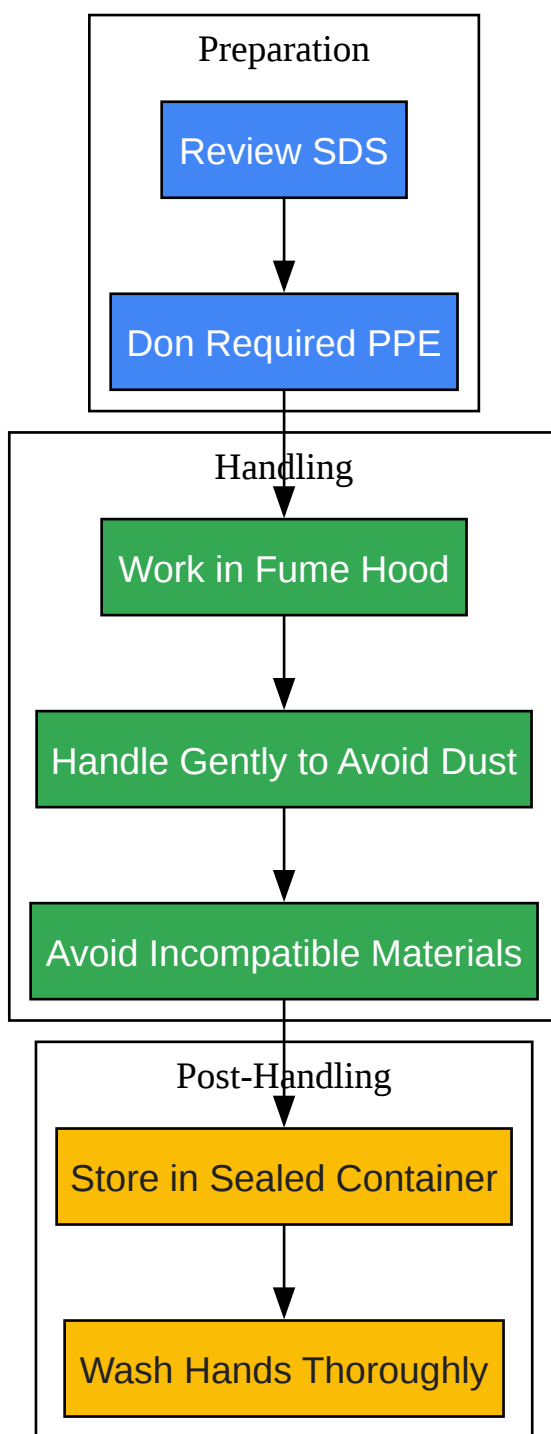 Preparation
Review SDS
Don Required PPE
Handling
Work in Fume Hood
Handle Gently to Avoid Dust
Avoid Incompatible Materials
Post-Handling
Store in Sealed Container
Wash Hands Thoroughly